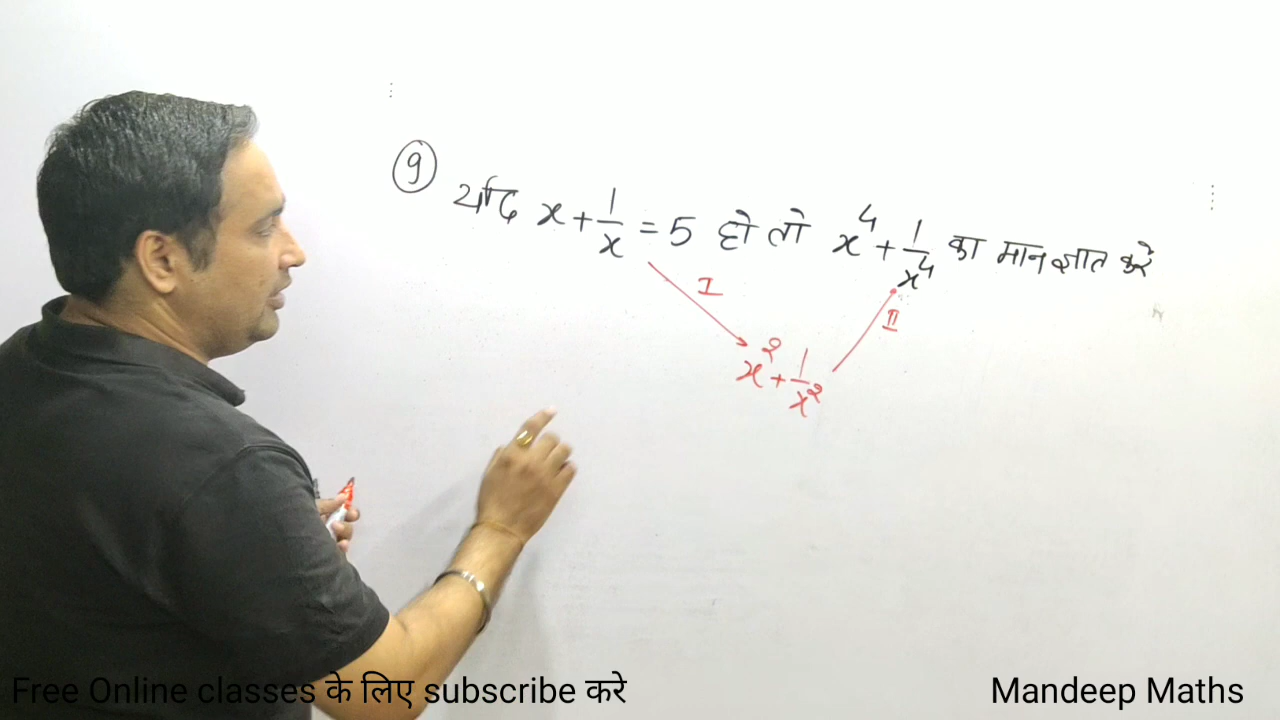 9 यदि x + 1/x = 5 हो तो x⁴ + 1/x⁴ का मान ज्ञात करे
I
II
x² + 1/x²
Free Online classes के लिए subscribe करे
Mandeep Maths